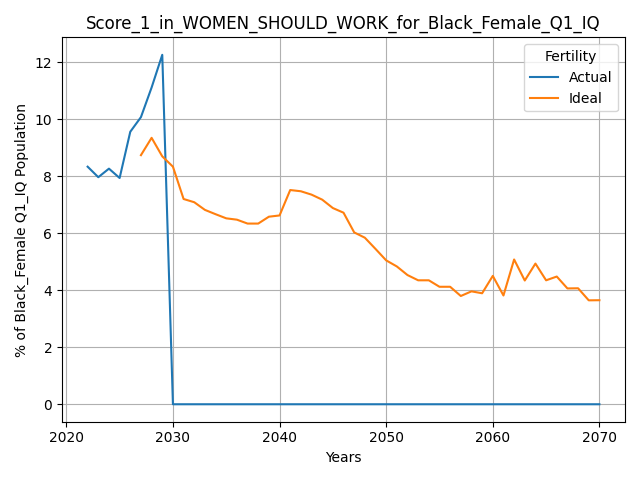 Score_1_in_WOMEN_SHOULD_WORK_for_Black_Female_Q1_IQ
Fertility
Actual
Ideal
% of Black_Female Q1_IQ Population
12
10
8
6
4
2
0
2020 2030 2040 2050 2060 2070
Years